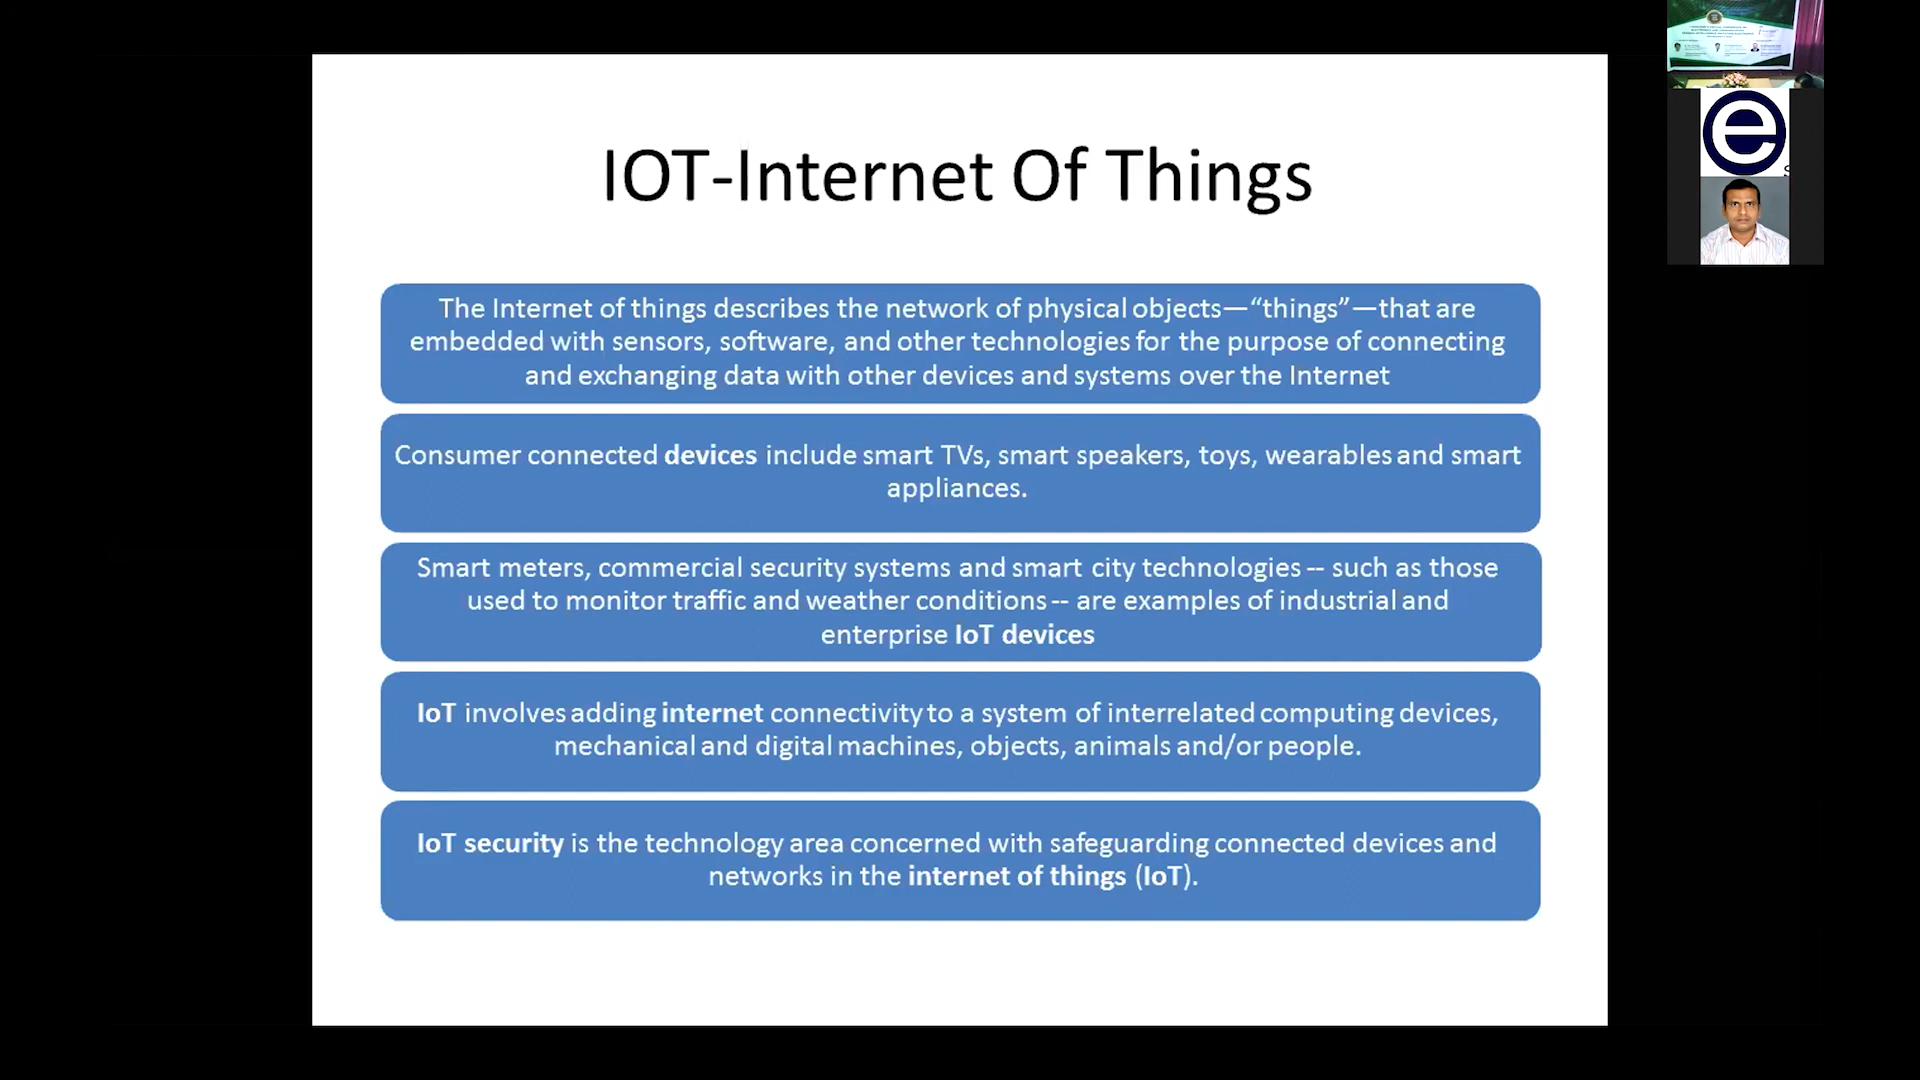 IOT-Internet Of Things
The Internet of things describes the network of physical objects—“things”—that are
embedded with sensors, software, and other technologies for the purpose of connecting
and exchanging data with other devices and systems over the Internet
Consumer connected devices include smart TVs, smart speakers, toys, wearables and smart
appliances.
Smart meters, commercial security systems and smart city technologies -- such as those
used to monitor traffic and weather conditions -- are examples of industrial and
enterprise IoT devices
IoT involves adding internet connectivity to a system of interrelated computing devices,
mechanical and digital machines, objects, animals and/or people.
IoT security is the technology area concerned with safeguarding connected devices and
networks in the internet of things (IoT).
e